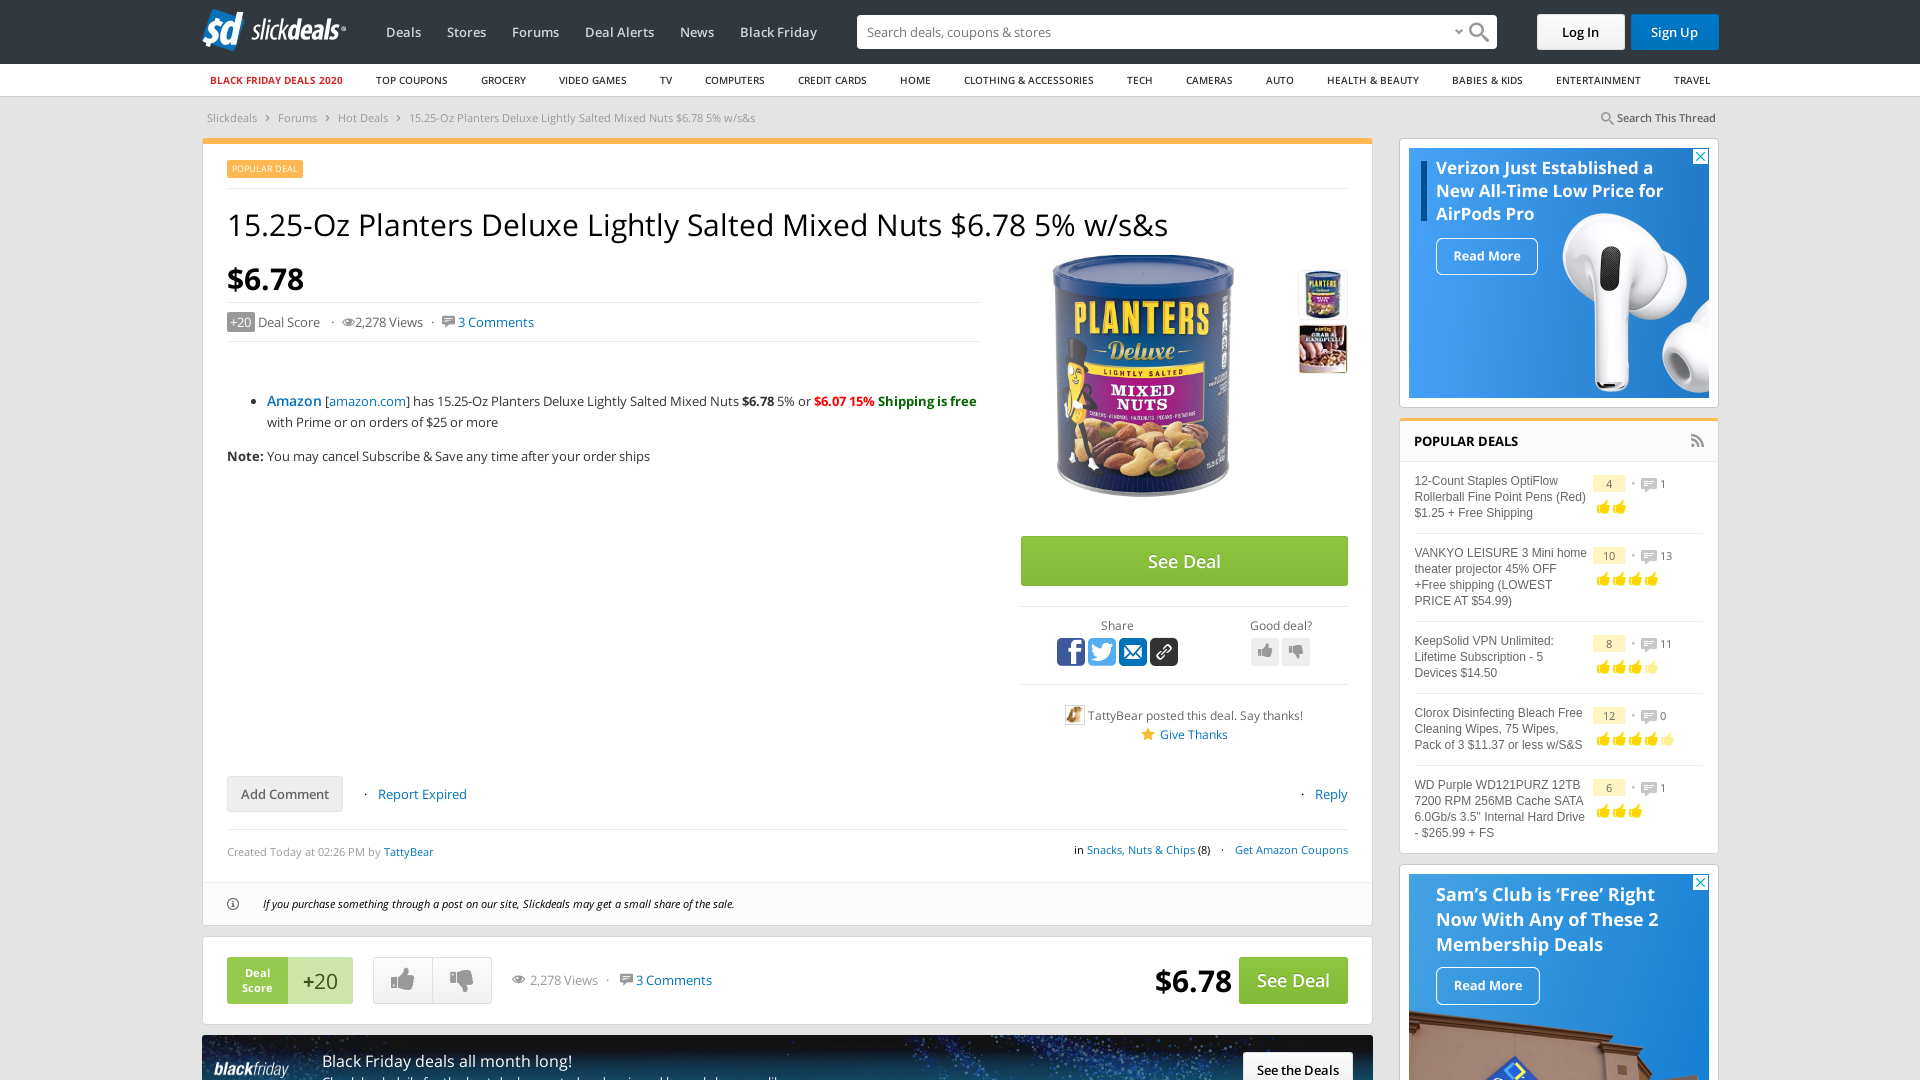 slickdeals
Deals
Stores
Forums
Deal Alerts
News
Black Friday
Search deals, coupons & shopping
Log In
Sign Up
BLACK FRIDAY DEALS 2020
TOP COUPONS
GROCERY
VIDEO GAMES
TV
COMPUTERS
CREDIT CARDS
HOME
CLOTHING & ACCESSORIES
TECH
CAMERAS
AUTO
HEALTH & BEAUTY
BABIES & KIDS
ENTERTAINMENT
TRAVEL
Slickdeals > Forums > Hot Deals > 15.25-Oz Planters Deluxe Lightly Salted Mixed Nuts $6.78 5% w/s&s
Search This Thread
POPULAR DEAL
15.25-Oz Planters Deluxe Lightly Salted Mixed Nuts $6.78 5% w/s&s
$6.78
+20 Deal Score · 2,278 Views · 3 Comments
Amazon [amazon.com] has 15.25-Oz Planters Deluxe Lightly Salted Mixed Nuts $6.78 5% or $6.07 15% Shipping is free
with Prime or on orders of $25 or more
Note: You may cancel Subscribe & Save any time after your order ships
PLANTERS
Deluxe
LIGHTLY SALTED
MIXED
NUTS
See Deal
Share
Good deal?
TattyBear posted this deal. Say thanks!
Give Thanks
Add Comment
· Report Expired
· Reply
Created Today at 02:26 PM by TattyBear
in Snacks, Nuts & Chips (8) · Get Amazon Coupons
If you purchase something through a post on our site, Slickdeals may get a small share of the sale.
Deal
Score
+20
2,278 Views · 3 Comments
$6.78
See Deal
blackfriday
Black Friday deals all month long!
See the Deals
Verizon Just Established a
New All-Time Low Price for
AirPods Pro
Read More
POPULAR DEALS
12-Count Staples OptiFlow
Rollerball Fine Point Pens (Red)
$1.25 + Free Shipping
4 · 1
VANKYO LEISURE 3 Mini home
theater projector 45% OFF
+Free shipping (LOWEST
PRICE AT $54.99)
10 · 13
KeepSolid VPN Unlimited:
Lifetime Subscription - 5
Devices $14.50
8 · 11
Clorox Disinfecting Bleach Free
Cleaning Wipes, 75 Wipes,
Pack of 3 $11.37 or less w/S&S
12 · 0
WD Purple WD121PURZ 12TB
7200 RPM 256MB Cache SATA
6.0Gb/s 3.5" Internal Hard Drive
- $265.99 + FS
6 · 1
Sam's Club is 'Free' Right
Now With Any of These 2
Membership Deals
Read More